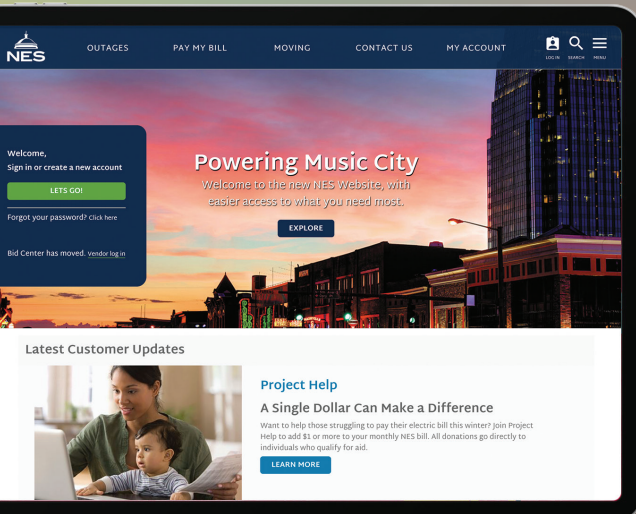 NES
OUTAGES
PAY MY BILL
MOVING
CONTACT US
MY ACCOUNT
LOG IN
SEARCH
MENU
Welcome,
Sign in or create a new account
LETS GO!
Forgot your password? Click here
Bid Center has moved. Vendor log in
Powering Music City
Welcome to the new NES Website, with
easier access to what you need most.
EXPLORE
Latest Customer Updates
Project Help
A Single Dollar Can Make a Difference
Want to help those struggling to pay their electric bill this winter? Join Project
Help to add $1 or more to your monthly NES bill. All donations go directly to
individuals who qualify for aid.
LEARN MORE